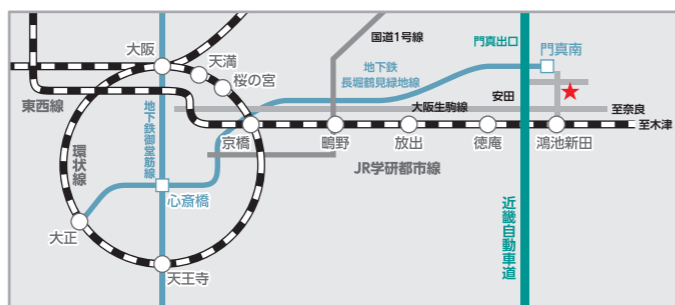 国道1号線
門真出口
門真南
大阪
天満
桜の宮
地下鉄
長堀鶴見緑地線
東西線
安田
大阪生駒線
至奈良
地下鉄御堂筋線
京橋
鴫野
放出
徳庵
鴻池新田
至木津
環状線
JR学研都市線
心斎橋
近畿自動車道
大正
天王寺